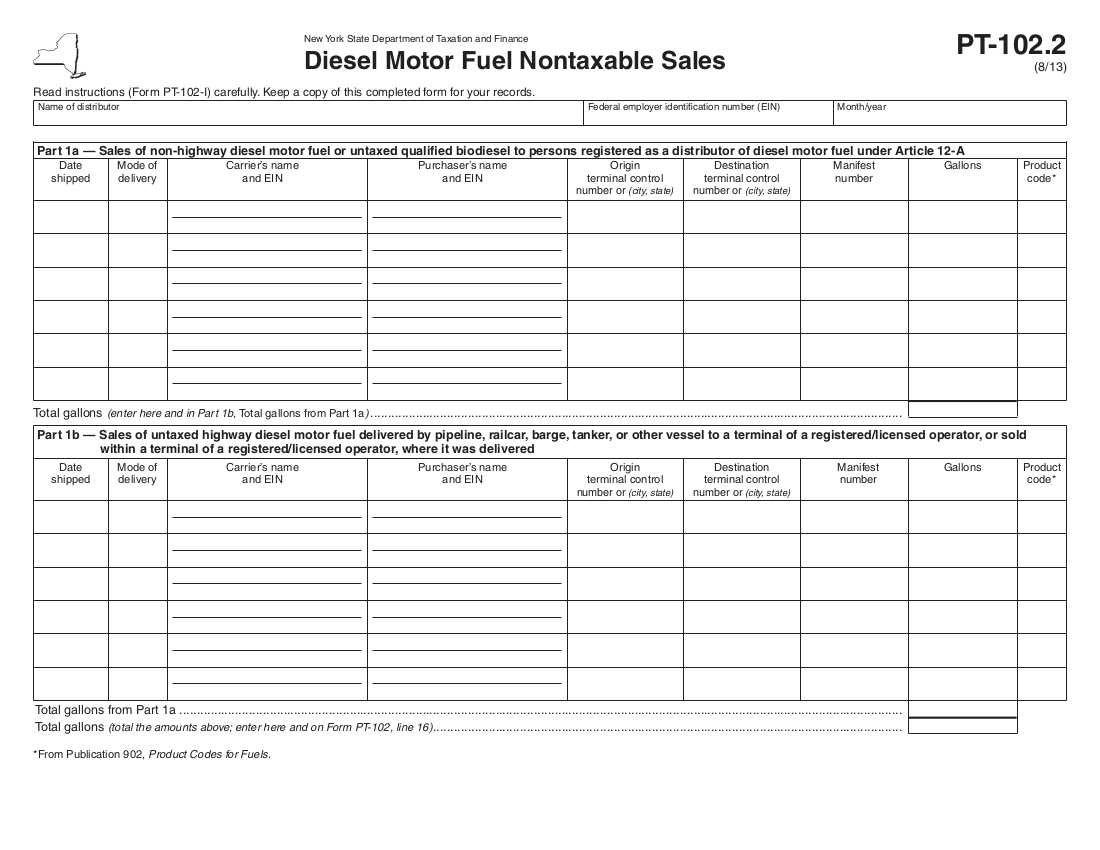 New York State Department of Taxation and Finance
Diesel Motor Fuel Nontaxable Sales
PT-102.2
(8/13)
Read instructions (Form PT-102-I) carefully. Keep a copy of this completed form for your records.
Name of distributor
Federal employer identification number (EIN)
Month/year
Part 1a — Sales of non-highway diesel motor fuel or untaxed qualified biodiesel to persons registered as a distributor of diesel motor fuel under Article 12-A
Date
shipped
Mode of
delivery
Carrier's name
and EIN
Purchaser's name
and EIN
Origin
terminal control
number or (city, state)
Destination
terminal control
number or (city, state)
Manifest
number
Gallons
Product
code*
Total gallons (enter here and in Part 1b, Total gallons from Part 1a)
Part 1b — Sales of untaxed highway diesel motor fuel delivered by pipeline, railcar, barge, tanker, or other vessel to a terminal of a registered/licensed operator, or sold
within a terminal of a registered/licensed operator, where it was delivered
Date
shipped
Mode of
delivery
Carrier's name
and EIN
Purchaser's name
and EIN
Origin
terminal control
number or (city, state)
Destination
terminal control
number or (city, state)
Manifest
number
Gallons
Product
code*
Total gallons from Part 1a
Total gallons (total the amounts above; enter here and on Form PT-102, line 16)
*From Publication 902, Product Codes for Fuels.